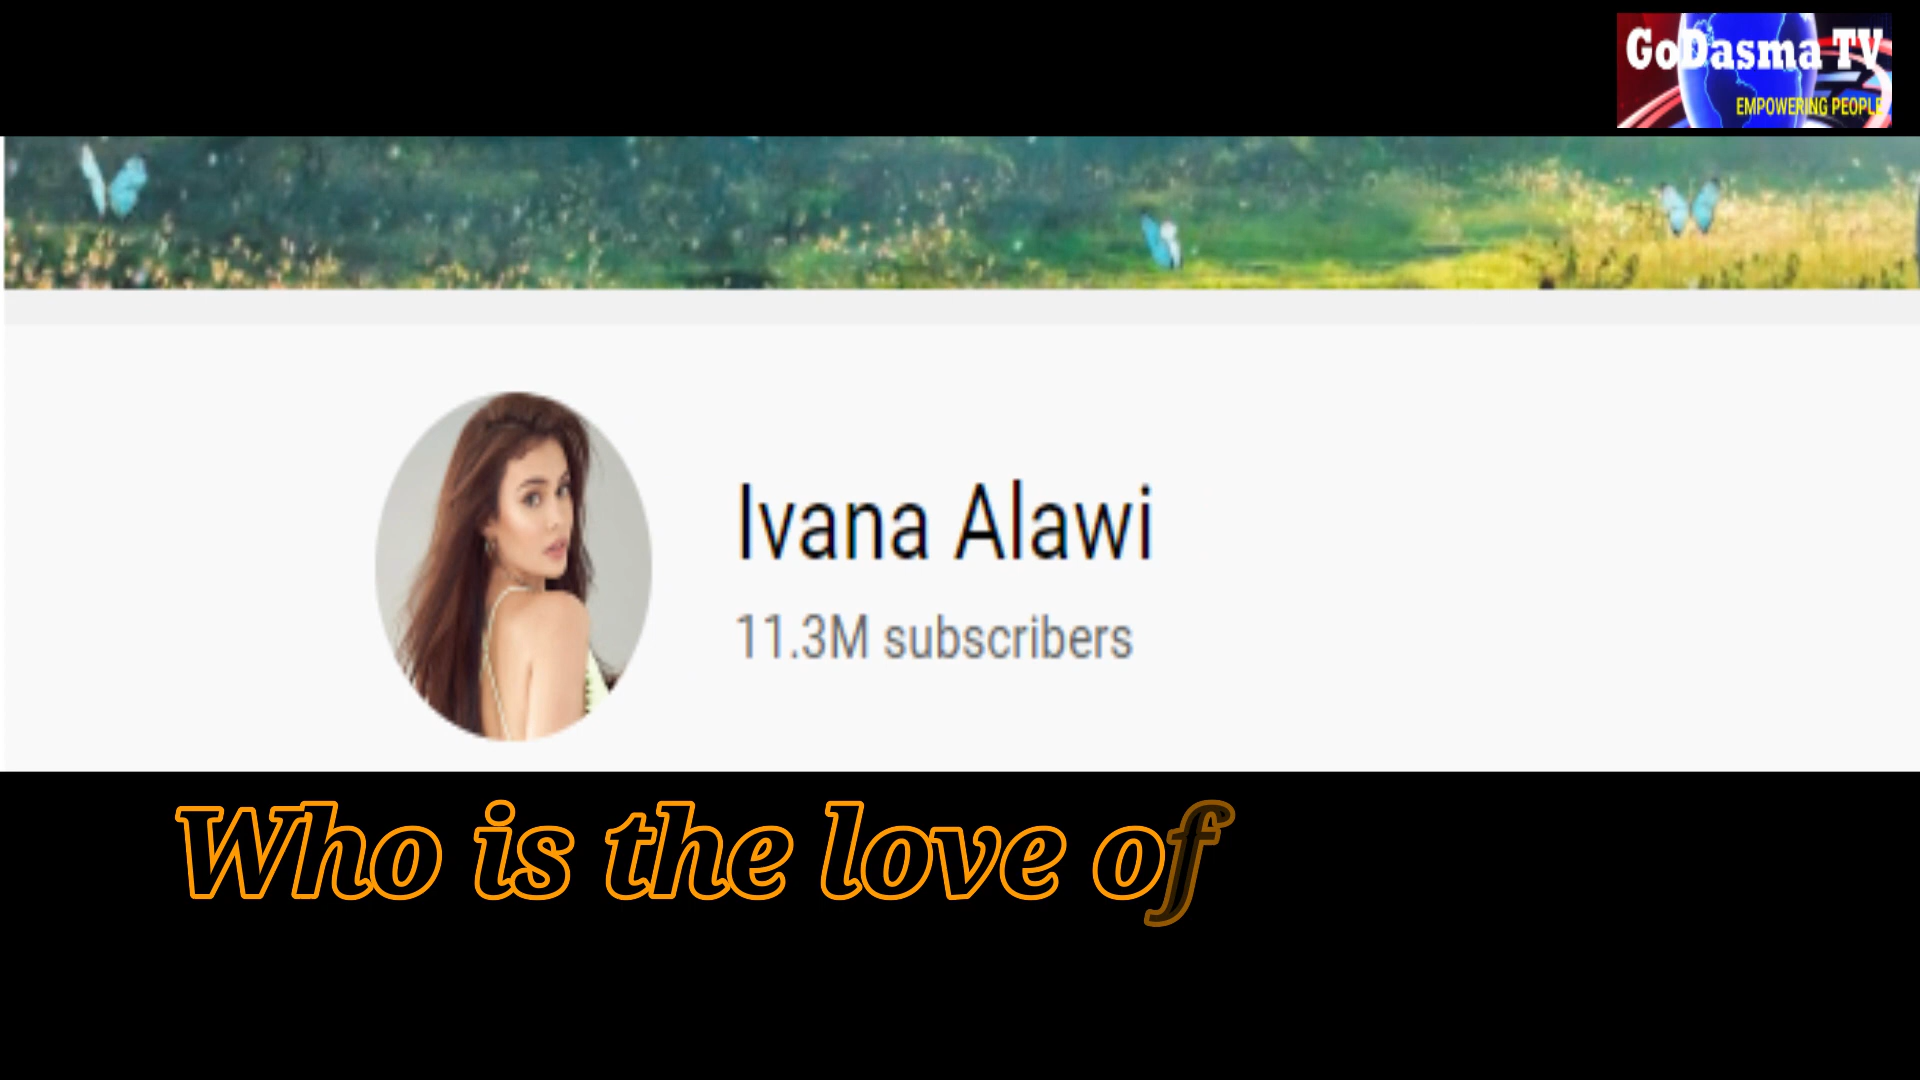 GoDasma TV
EMPOWERING PEOPLE
Ivana Alawi
11.3M subscribers
Who is the love of